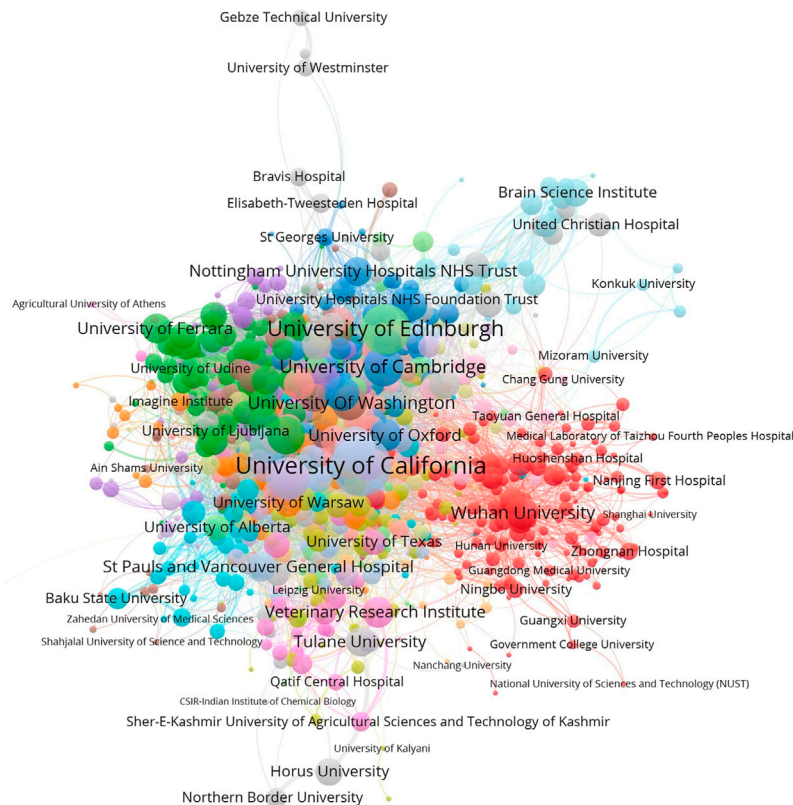 Gebze Technical University
University of Westminster
Bravis Hospital
Brain Science Institute
Elisabeth-Tweesteden Hospital
United Christian Hospital
St Georges University
Nottingham University Hospitals NHS Trust
Konkuk University
University Hospitals NHS Foundation Trust
Agricultural University of Athens
University of Ferrara
University of Edinburgh
Mizoram University
University of Udine
University of Cambridge
Chang Gung University
Imagine Institute
University Of Washington
Taoyuan General Hospital
University of Ljubljana
University of Oxford
Medical Laboratory of Taizhou Fourth Peoples Hospital
Huoshenshan Hospital
Ain Shams University
University of California
Nanjing First Hospital
University of Warsaw
Wuhan University
Shanghai University
University of Alberta
University of Texas
Hunan University
Zhongnan Hospital
St Pauls and Vancouver General Hospital
Guangdong Medical University
Leipzig University
Ningbo University
Baku State University
Veterinary Research Institute
Zahedan University of Medical Sciences
Guangxi University
Shahjalal University of Science and Technology
Tulane University
Government College University
Nanchang University
Qatif Central Hospital
National University of Sciences and Technology (NUST)
CSIR-Indian Institute of Chemical Biology
Sher-E-Kashmir University of Agricultural Sciences and Technology of Kashmir
University of Kalyani
Horus University
Northern Border University